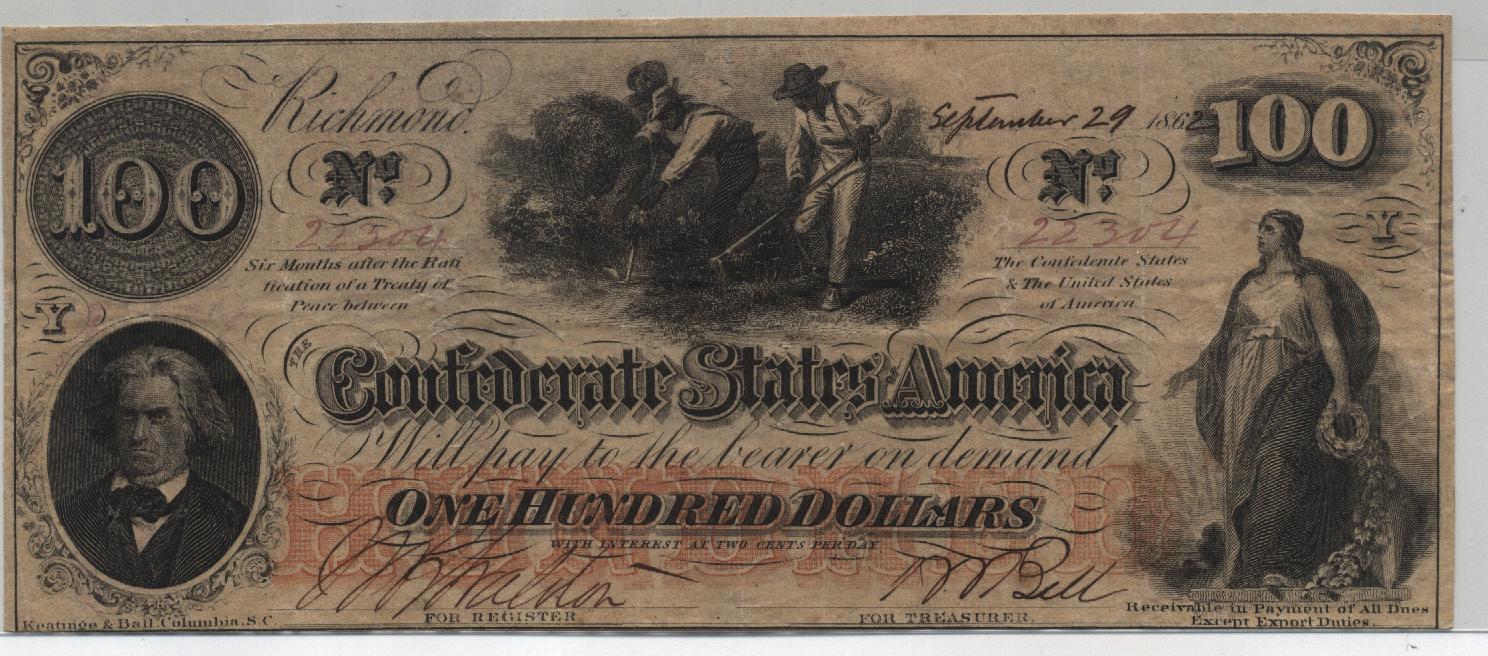 Richmond.
September 29 1862
100
100
No.
No.
22304
22304
Y
Six Months after the Rati
fication of a Treaty of
Peace between
The Confederate States
& The United States
of America
Y
THE
Confederate States America
Will pay to the bearer on demand
HUNDRED
ONE HUNDRED DOLLARS
WITH INTEREST AT TWO CENTS PER DAY
FOR REGISTER
FOR TREASURER.
Receivable in Payment of All Dues
Except Export Duties.
Keatinge & Ball, Columbia, S.C.